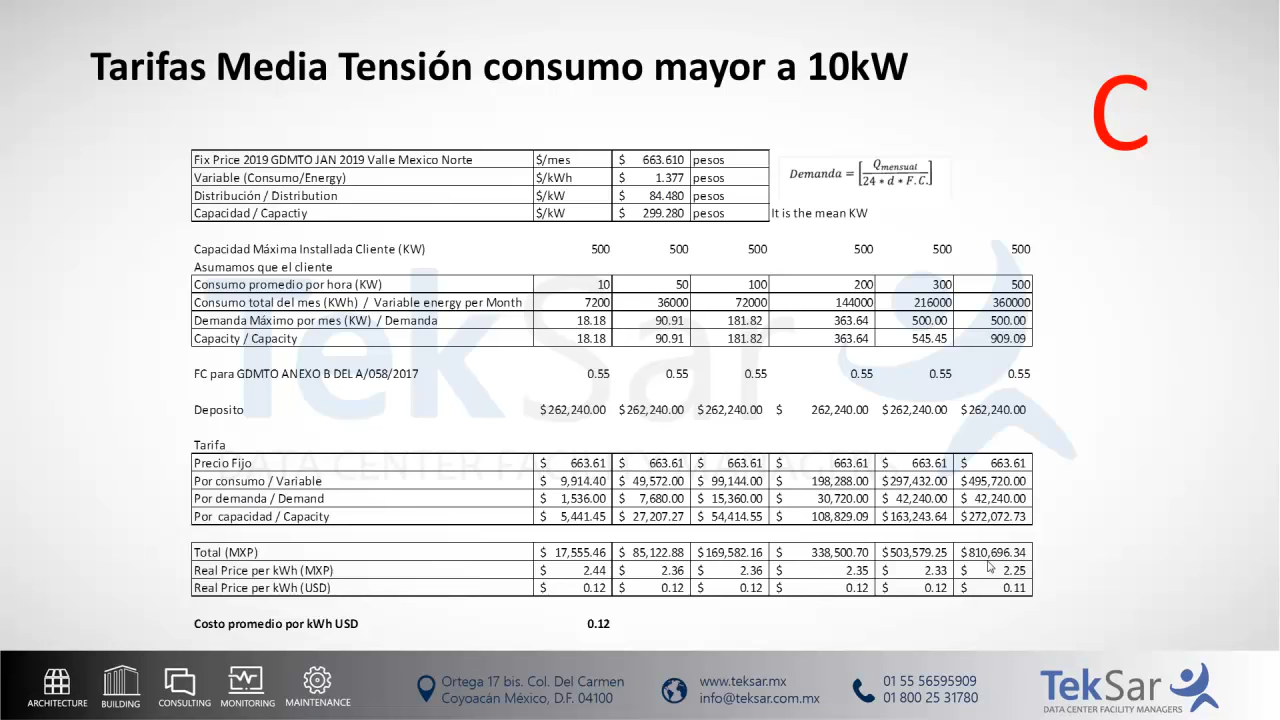 Tarifas Media Tensión consumo mayor a 10kW
C
Fix Price 2019 GDMTO JAN 2019 Valle Mexico Norte $/mes $ 663.610 pesos
Variable (Consumo/Energy) $/kWh $ 1.377 pesos
Distribución / Distribution $/kW $ 84.480 pesos
Capacidad / Capactiy $/kW $ 299.280 pesos It is the mean KW
Demanda = [Qmensual / 24 * d * F.C.]
Capacidad Máxima Installada Cliente (KW) 500 500 500 500 500 500
Asumamos que el cliente
Consumo promedio por hora (KW) 10 50 100 200 300 500
Consumo total del mes (KWh) / Variable energy per Month 7200 36000 72000 144000 216000 360000
Demanda Máximo por mes (KW) / Demanda 18.18 90.91 181.82 363.64 500.00 500.00
Capacity / Capacity 18.18 90.91 181.82 363.64 545.45 909.09
FC para GDMTO ANEXO B DEL A/058/2017 0.55 0.55 0.55 0.55 0.55 0.55
Deposito $262,240.00 $262,240.00 $262,240.00 $ 262,240.00 $262,240.00 $262,240.00
Tarifa
Precio Fijo $ 663.61 $ 663.61 $ 663.61 $ 663.61 $ 663.61 $ 663.61
Por consumo / Variable $ 9,914.40 $ 49,572.00 $ 99,144.00 $ 198,288.00 $297,432.00 $495,720.00
Por demanda / Demand $ 1,536.00 $ 7,680.00 $ 15,360.00 $ 30,720.00 $ 42,240.00 $ 42,240.00
Por capacidad / Capacity $ 5,441.45 $ 27,207.27 $ 54,414.55 $ 108,829.09 $163,243.64 $272,072.73
Total (MXP) $ 17,555.46 $ 85,122.88 $169,582.16 $ 338,500.70 $503,579.25 $810,696.34
Real Price per kWh (MXP) $ 2.44 $ 2.36 $ 2.36 $ 2.35 $ 2.33 $ 2.25
Real Price per kWh (USD) $ 0.12 $ 0.12 $ 0.12 $ 0.12 $ 0.12 $ 0.11
Costo promedio por kWh USD 0.12
TekSar
DATA CENTER FACILITY MANAGERS
ARCHITECTURE
BUILDING
CONSULTING
MONITORING
MAINTENANCE
Ortega 17 bis. Col. Del Carmen
Coyoacán México, D.F. 04100
www.teksar.mx
info@teksar.com.mx
01 55 56595909
01 800 25 31780
TekSar
DATA CENTER FACILITY MANAGERS